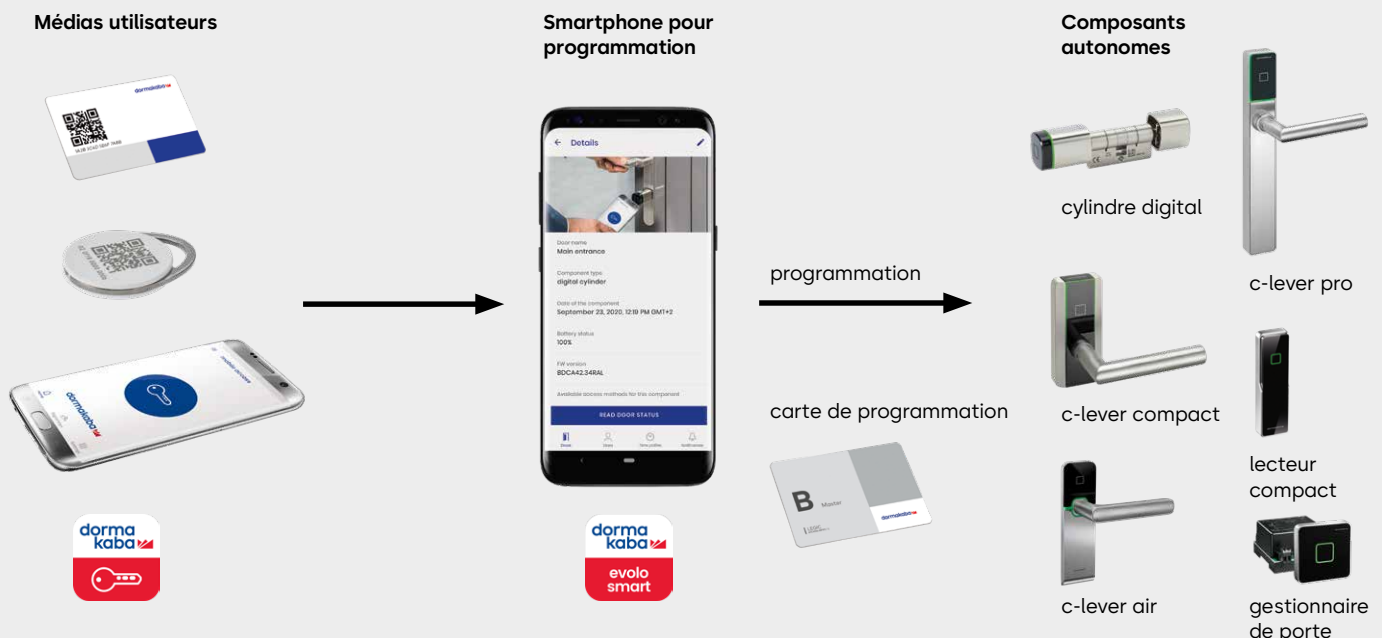 Médias utilisateurs
dormakaba
Smartphone pour
programmation
Details
Door name
Main entrance
Component type
digital cylinder
Date of the component
September 23, 2020, 12:19 PM GMT+2
Battery status
100%
FW version
BDCA42.34RAL
Available access methods for this component
READ DOOR STATUS
programmation
carte de programmation
B Master
dormakaba
Composants
autonomes
cylindre digital
c-lever pro
c-lever compact
lecteur
compact
c-lever air
gestionnaire
de porte
mobile access
dormakaba
dorma
kaba
dorma
kaba
evolo
smart